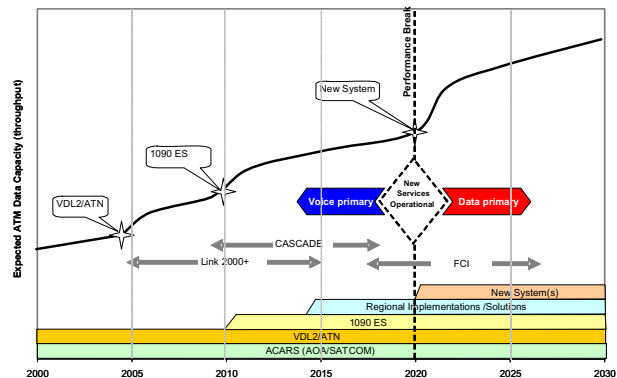 Performance Break
Expected ATM Data Capacity (throughput)
New System
1090 ES
VDL2/ATN
Voice primary
New
Services
Operational
Data primary
CASCADE
Link 2000+
FCI
New System(s)
Regional Implementations /Solutions
1090 ES
VDL2/ATN
ACARS (AOA/SATCOM)
2000 2005 2010 2015 2020 2025 2030